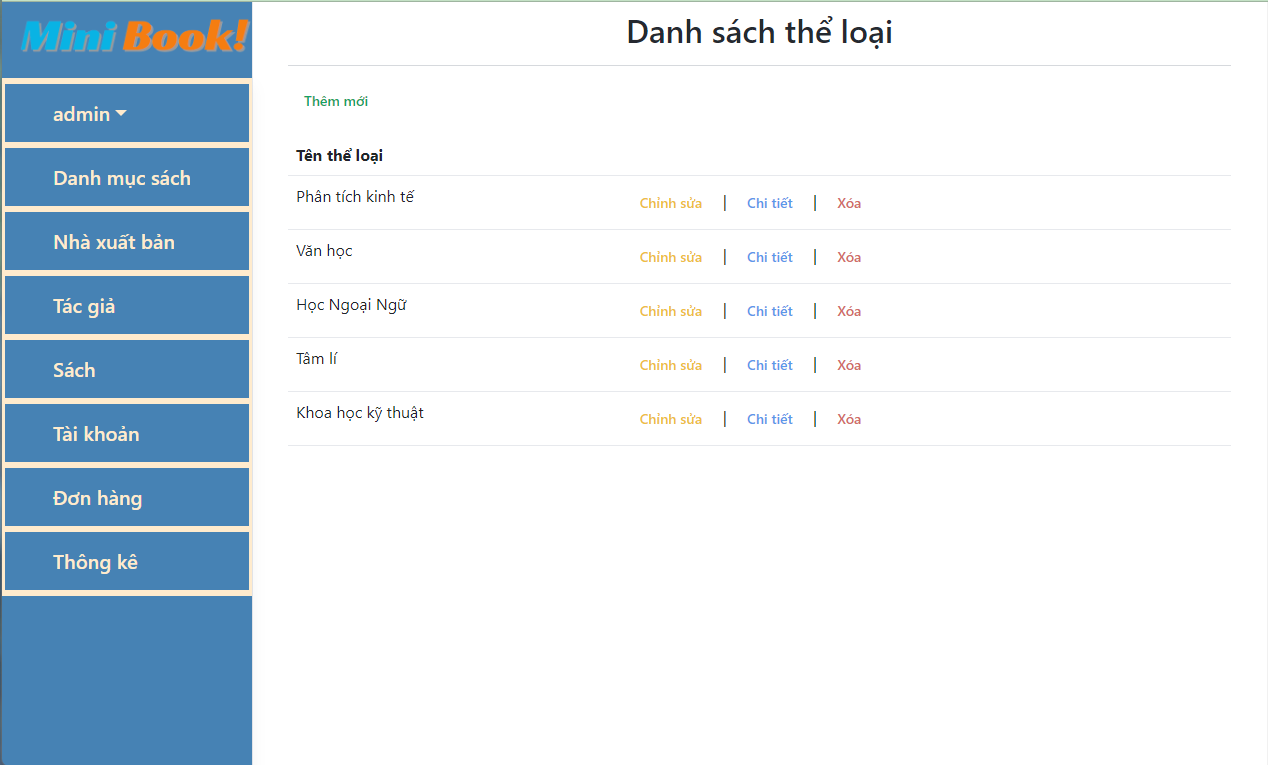 Mini Book!
admin
Danh mục sách
Nhà xuất bản
Tác giả
Sách
Tài khoản
Đơn hàng
Thông kê
Danh sách thể loại
Thêm mới
Tên thể loại
Phân tích kinh tế Chỉnh sửa | Chi tiết | Xóa
Văn học Chỉnh sửa | Chi tiết | Xóa
Học Ngoại Ngữ Chỉnh sửa | Chi tiết | Xóa
Tâm lí Chỉnh sửa | Chi tiết | Xóa
Khoa học kỹ thuật Chỉnh sửa | Chi tiết | Xóa